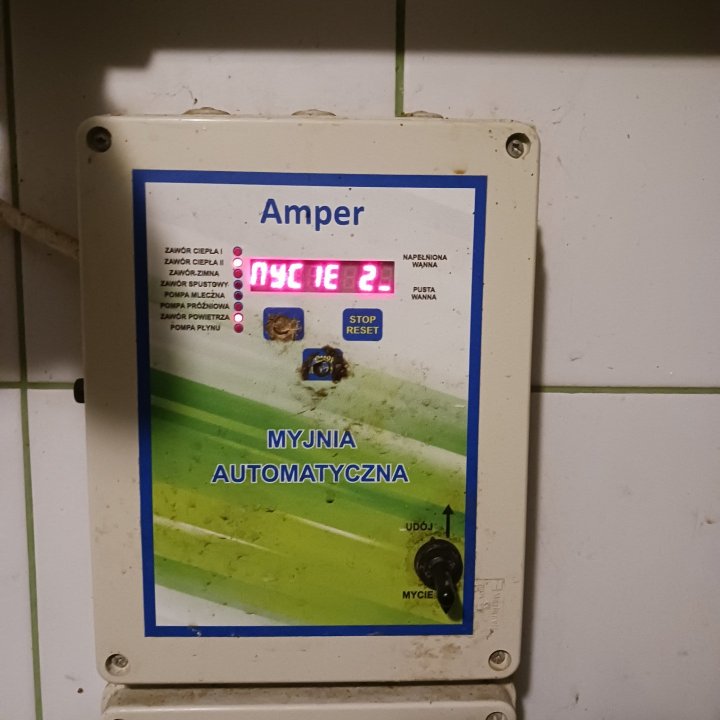 Amper
ZAWÓR CIEPŁA I
ZAWÓR CIEPŁA II
ZAWÓR-ZIMNA
ZAWÓR SPUSTOWY
POMPA MLECZNA
POMPA PRÓŻNIOWA
ZAWÓR POWIETRZA
POMPA PŁYNU
MYCIE 2_
NAPEŁNIONA
WANNA
PUSTA
WANNA
STOP
RESET
MYJNIA
AUTOMATYCZNA
UDÓJ
MYCIE